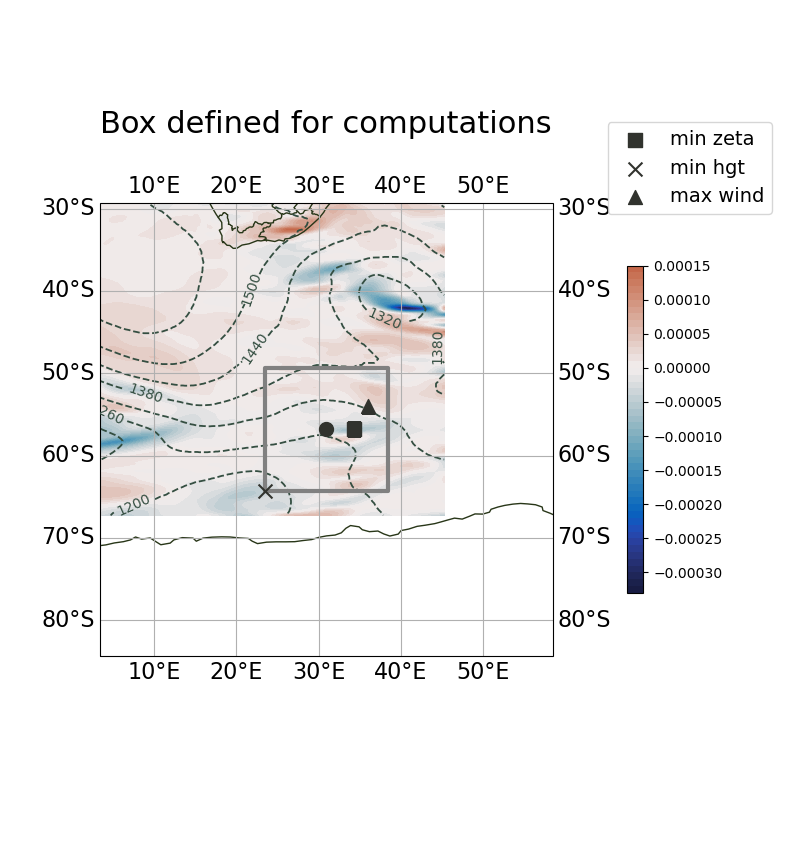 Box defined for computations
min zeta
min hgt
max wind
10°E 20°E 30°E 40°E 50°E
30°S 30°S
40°S 40°S
50°S 50°S
60°S 60°S
70°S 70°S
80°S 80°S
10°E 20°E 30°E 40°E 50°E
1500
1320
1440
1380
1380
260
1200
0.00015
0.00010
0.00005
0.00000
−0.00005
−0.00010
−0.00015
−0.00020
−0.00025
−0.00030